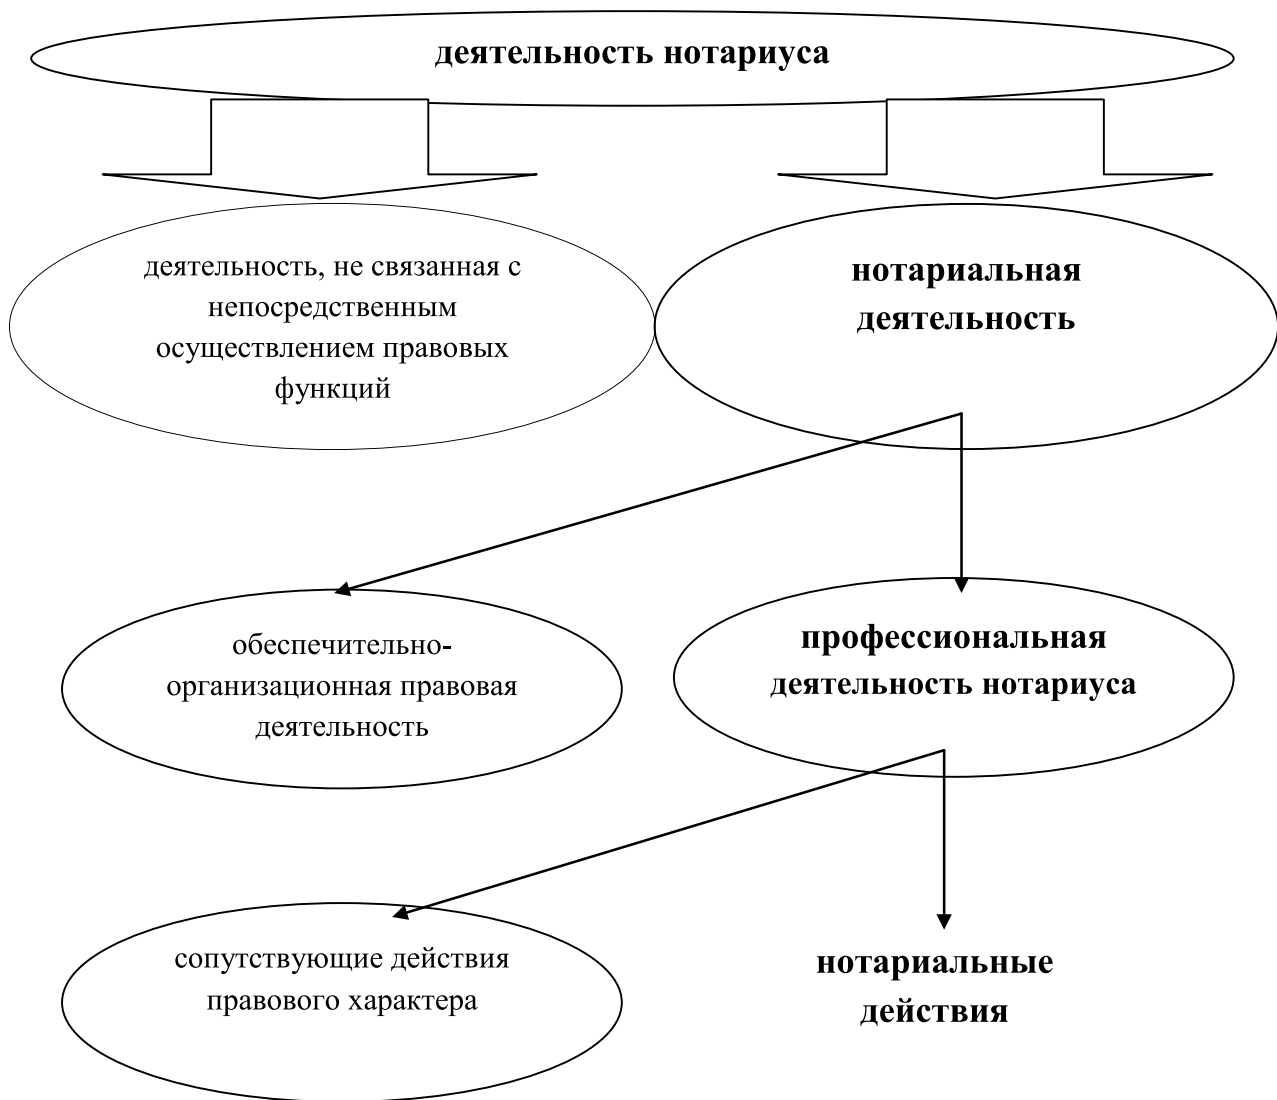 деятельность нотариуса
деятельность, не связанная с
непосредственным
осуществлением правовых
функций
нотариальная
деятельность
обеспечительно-
организационная правовая
деятельность
профессиональная
деятельность нотариуса
сопутствующие действия
правового характера
нотариальные
действия